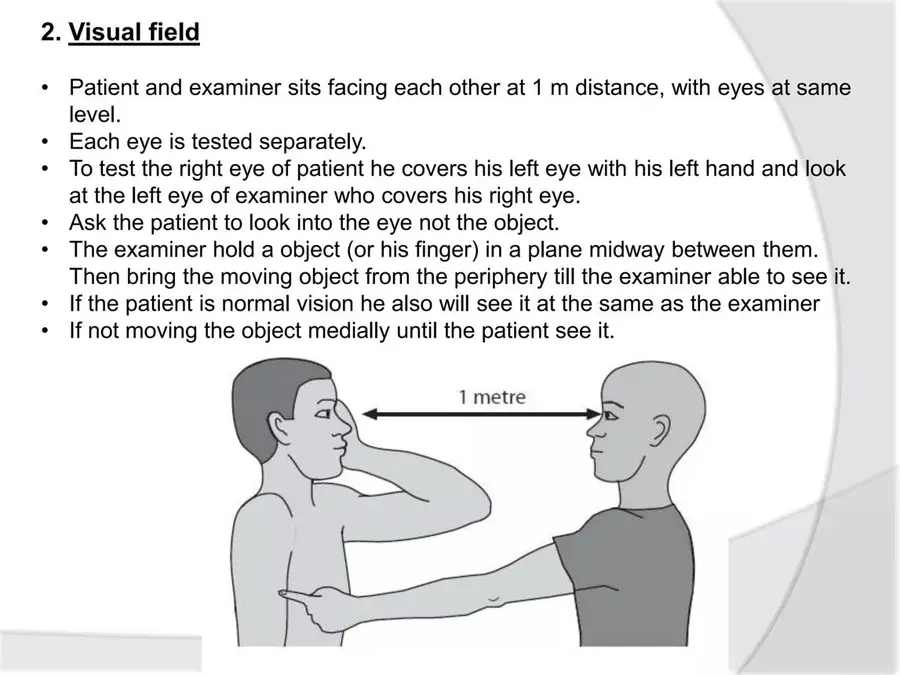 2. Visual field
• Patient and examiner sits facing each other at 1 m distance, with eyes at same
level.
• Each eye is tested separately.
• To test the right eye of patient he covers his left eye with his left hand and look
at the left eye of examiner who covers his right eye.
• Ask the patient to look into the eye not the object.
• The examiner hold a object (or his finger) in a plane midway between them.
Then bring the moving object from the periphery till the examiner able to see it.
• If the patient is normal vision he also will see it at the same as the examiner
• If not moving the object medially until the patient see it.
1 metre